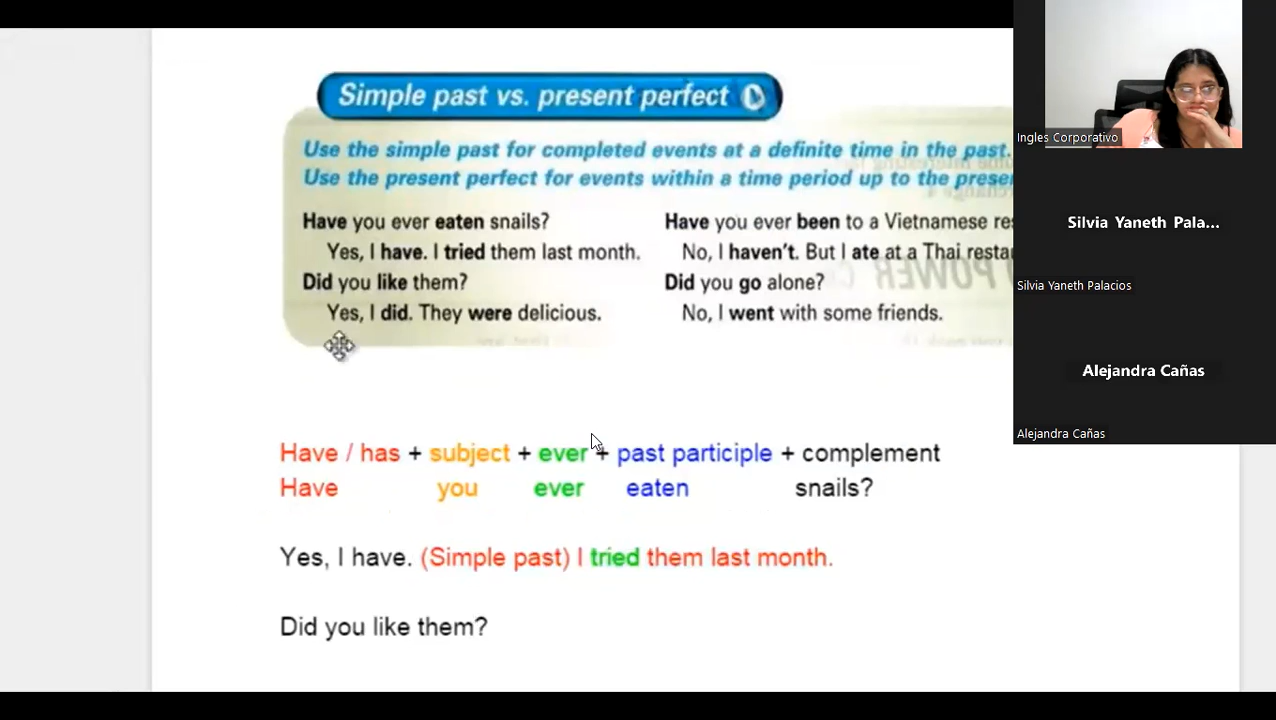 Simple past vs. present perfect
Use the simple past for completed events at a definite time in the past.
Use the present perfect for events within a time period up to the
Have you ever eaten snails?
Yes, I have. I tried them last month.
Did you like them?
Yes, I did. They were delicious.
Have you ever been to a Vietnamese
No, I haven't. But I ate at a Thai
Did you go alone?
No, I went with some friends.
POWER
Have / has + subject + ever + past participle + complement
Have you ever eaten snails?
Yes, I have. (Simple past) I tried them last month.
Did you like them?
Ingles Corporativo
Silvia Yaneth Pala...
Silvia Yaneth Palacios
Alejandra Cañas
Alejandra Cañas